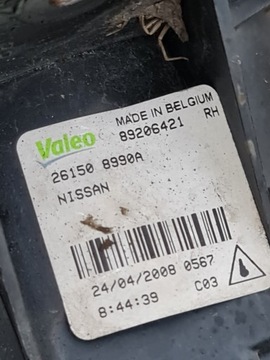 Valeo
MADE IN BELGIUM
89206421 RH
26150 8990A
NISSAN
24/04/2008 0567
8:44:39 C03